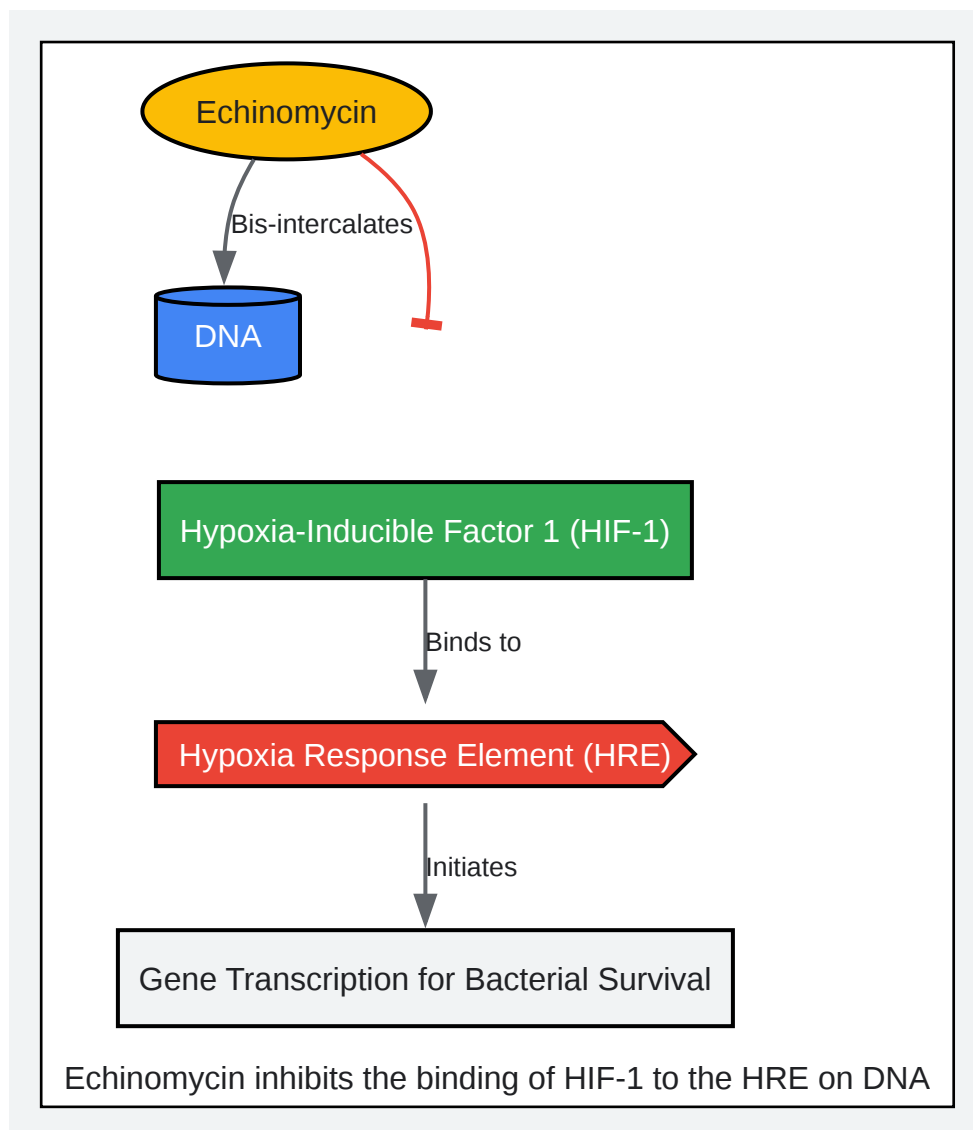 Echinomycin
Bis-intercalates
DNA
Hypoxia-Inducible Factor 1 (HIF-1)
Binds to
Hypoxia Response Element (HRE)
Initiates
Gene Transcription for Bacterial Survival
Echinomycin inhibits the binding of HIF-1 to the HRE on DNA